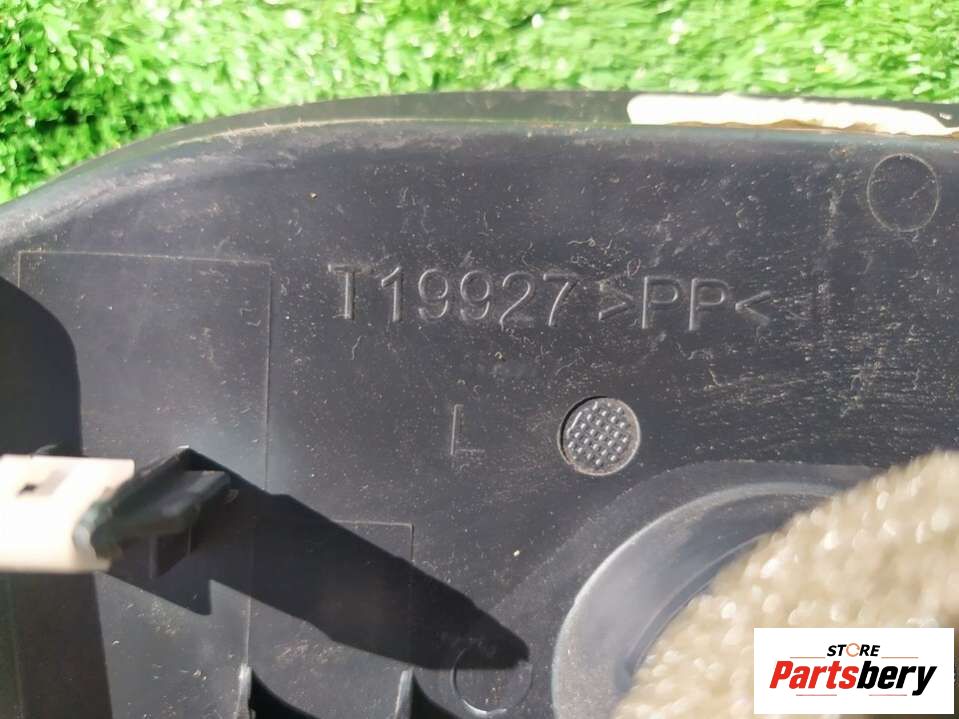 T19927 >PP<
L
STORE
Partsbery